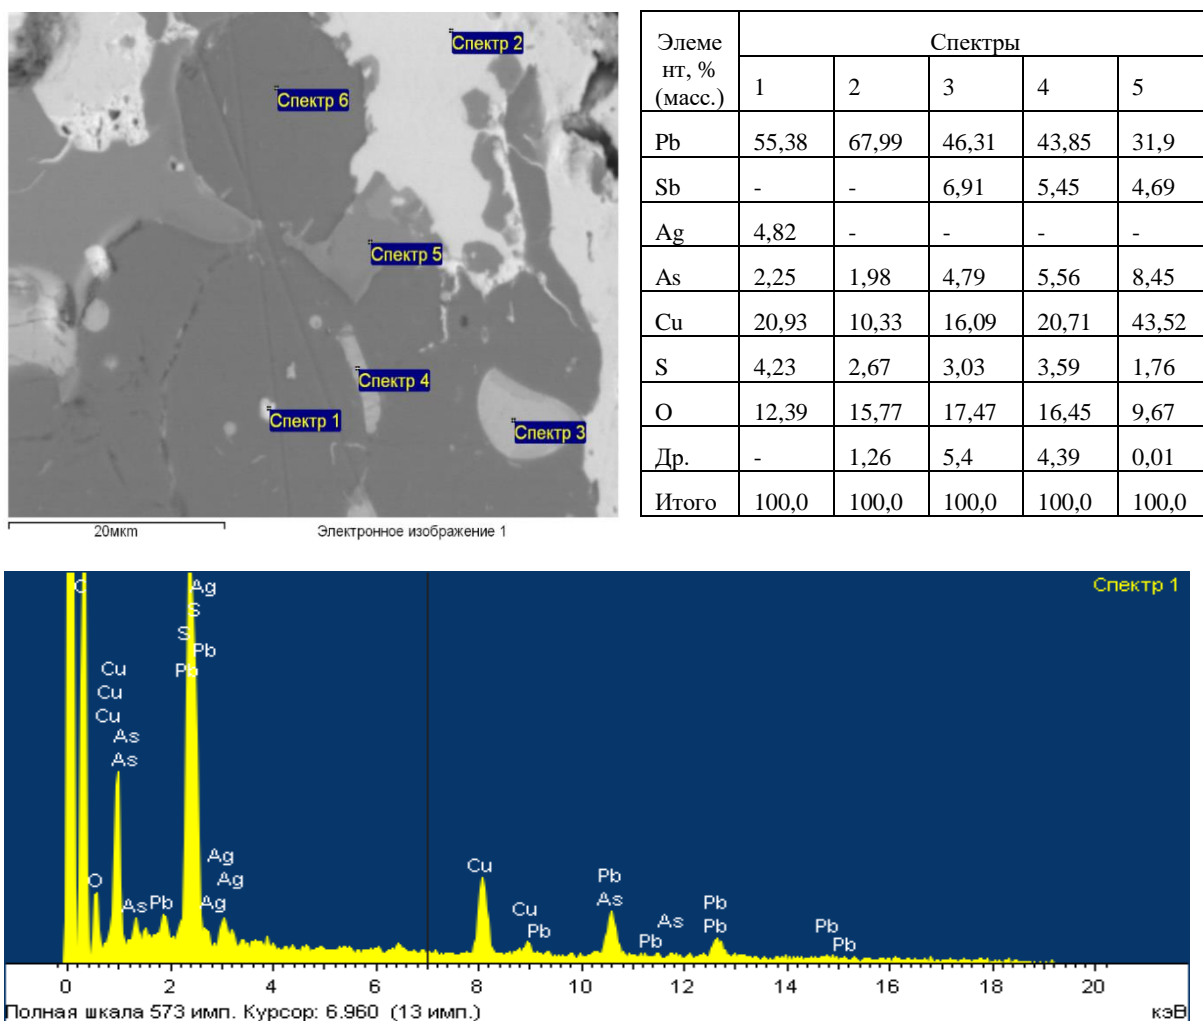 Спектр 2
Спектр 6
Спектр 5
Спектр 4
Спектр 1
Спектр 3
20мкм Электронное изображение 1
Элеме
нт, %
(масс.)
Спектры
1 2 3 4 5
Pb 55,38 67,99 46,31 43,85 31,9
Sb - - 6,91 5,45 4,69
Ag 4,82 - - - -
As 2,25 1,98 4,79 5,56 8,45
Cu 20,93 10,33 16,09 20,71 43,52
S 4,23 2,67 3,03 3,59 1,76
O 12,39 15,77 17,47 16,45 9,67
Др. - 1,26 5,4 4,39 0,01
Итого 100,0 100,0 100,0 100,0 100,0
Спектр 1
Ag
S
S
Pb
Pb
Cu
Cu
Cu
As
As
O
As
Pb
Ag
Ag
Ag
Cu
Cu
Pb
Pb
As
As
Pb
Pb
Pb
Pb
Pb
0 2 4 6 8 10 12 14 16 18 20
Полная шкала 573 имп. Курсор: 6.960 (13 имп.) кэВ